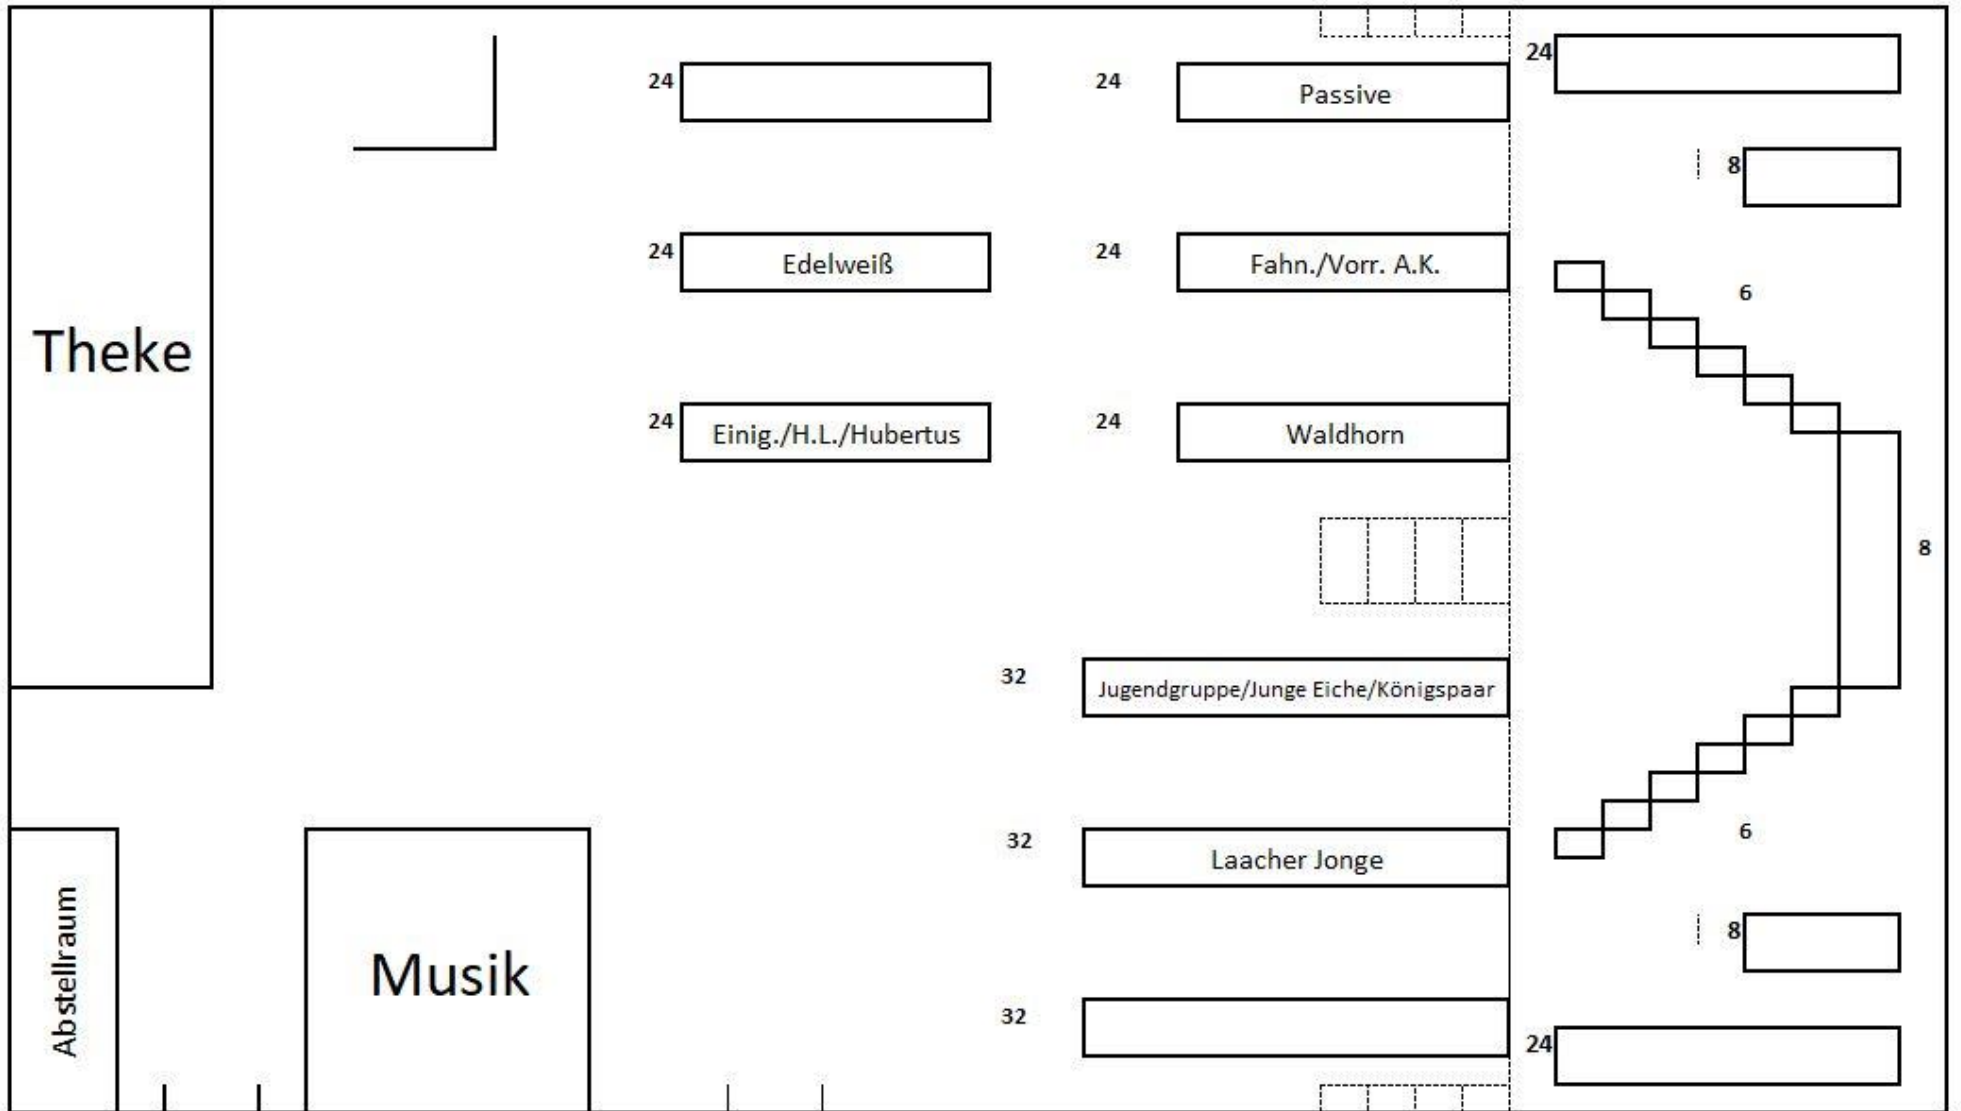 24
24
Passive
24
8
24
Edelweiß
24
Fahn./Vorr. A.K.
6
Theke
24
Einig./H.L./Hubertus
24
Waldhorn
8
32
Jugendgruppe/Junge Eiche/Königspaar
32
Laacher Jonge
6
Abstellraum
Musik
8
32
24